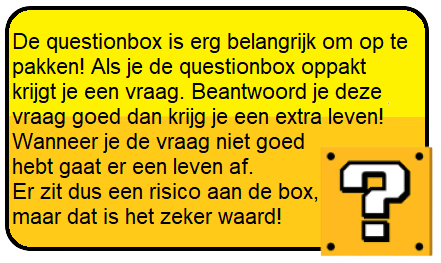 De questionbox is erg belangrijk om op te
pakken! Als je de questionbox oppakt
krijgt je een vraag. Beantwoord je deze
vraag goed dan krijg je een extra leven!
Wanneer je de vraag niet goed
hebt gaat er een leven af.
Er zit dus een risico aan de box,
maar dat is het zeker waard!
?